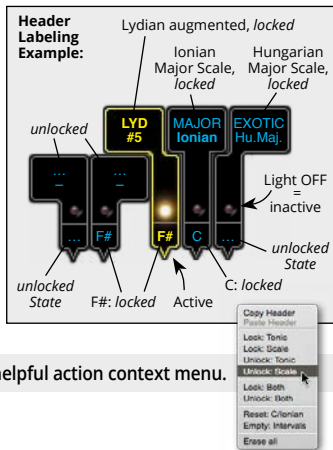 Header
Labeling
Example:
Lydian augmented, locked
Ionian
Major Scale,
locked
Hungarian
Major Scale,
locked
unlocked
LYD
#5
MAJOR
Ionian
EXOTIC
Hu.Maj.
...
–
...
–
Light OFF
=
inactive
...
F#
F#
C
...
unlocked
State
F#: locked
Active
C: locked
unlocked
State
elpful action context menu.
Copy Header
Paste Header
Lock: Tonic
Lock: Scale
Unlock: Tonic
Unlock: Scale
Lock: Both
Unlock: Both
Reset: C/Ionian
Empty: Intervals
Erase all